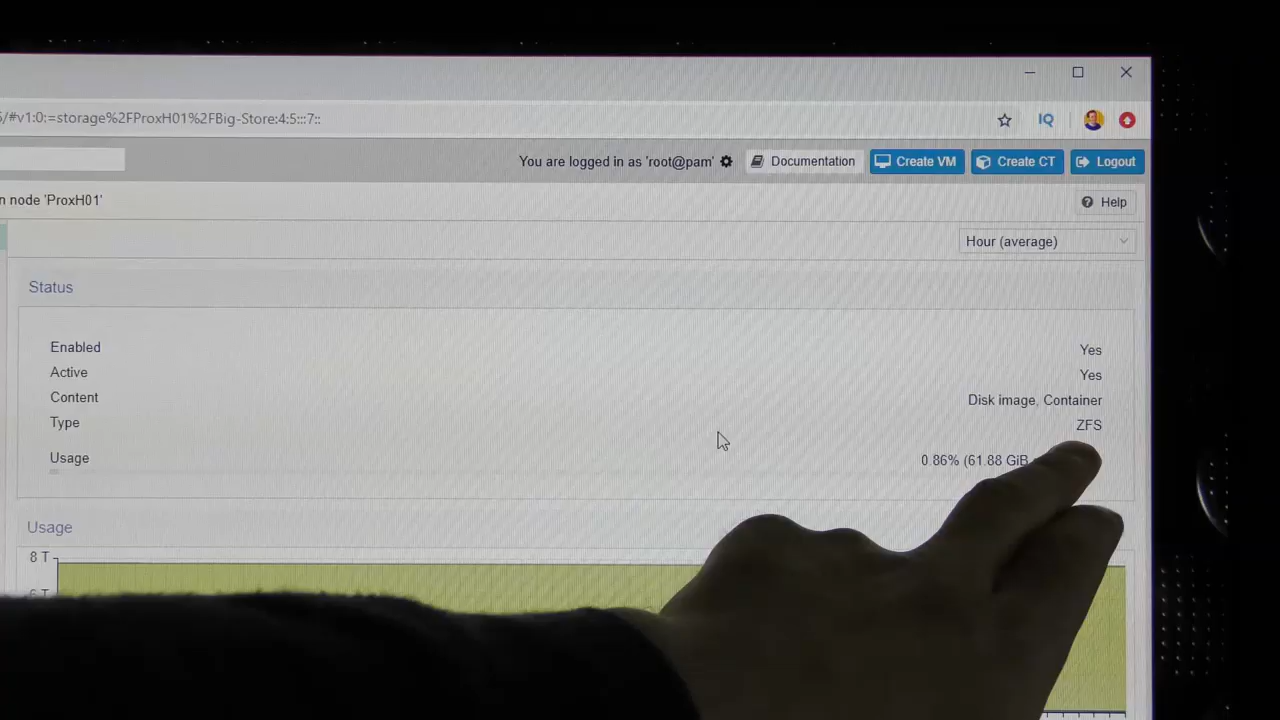 /#v1:0:=storage%2FProxH01%2FBig-Store:4:5:::7::
You are logged in as 'root@pam' Documentation Create VM Create CT Logout
node 'ProxH01'
Help
Hour (average)
Status
Enabled Yes
Active Yes
Content Disk image, Container
Type ZFS
Usage 0.86% (61.88 GiB
Usage
8 T
IQ